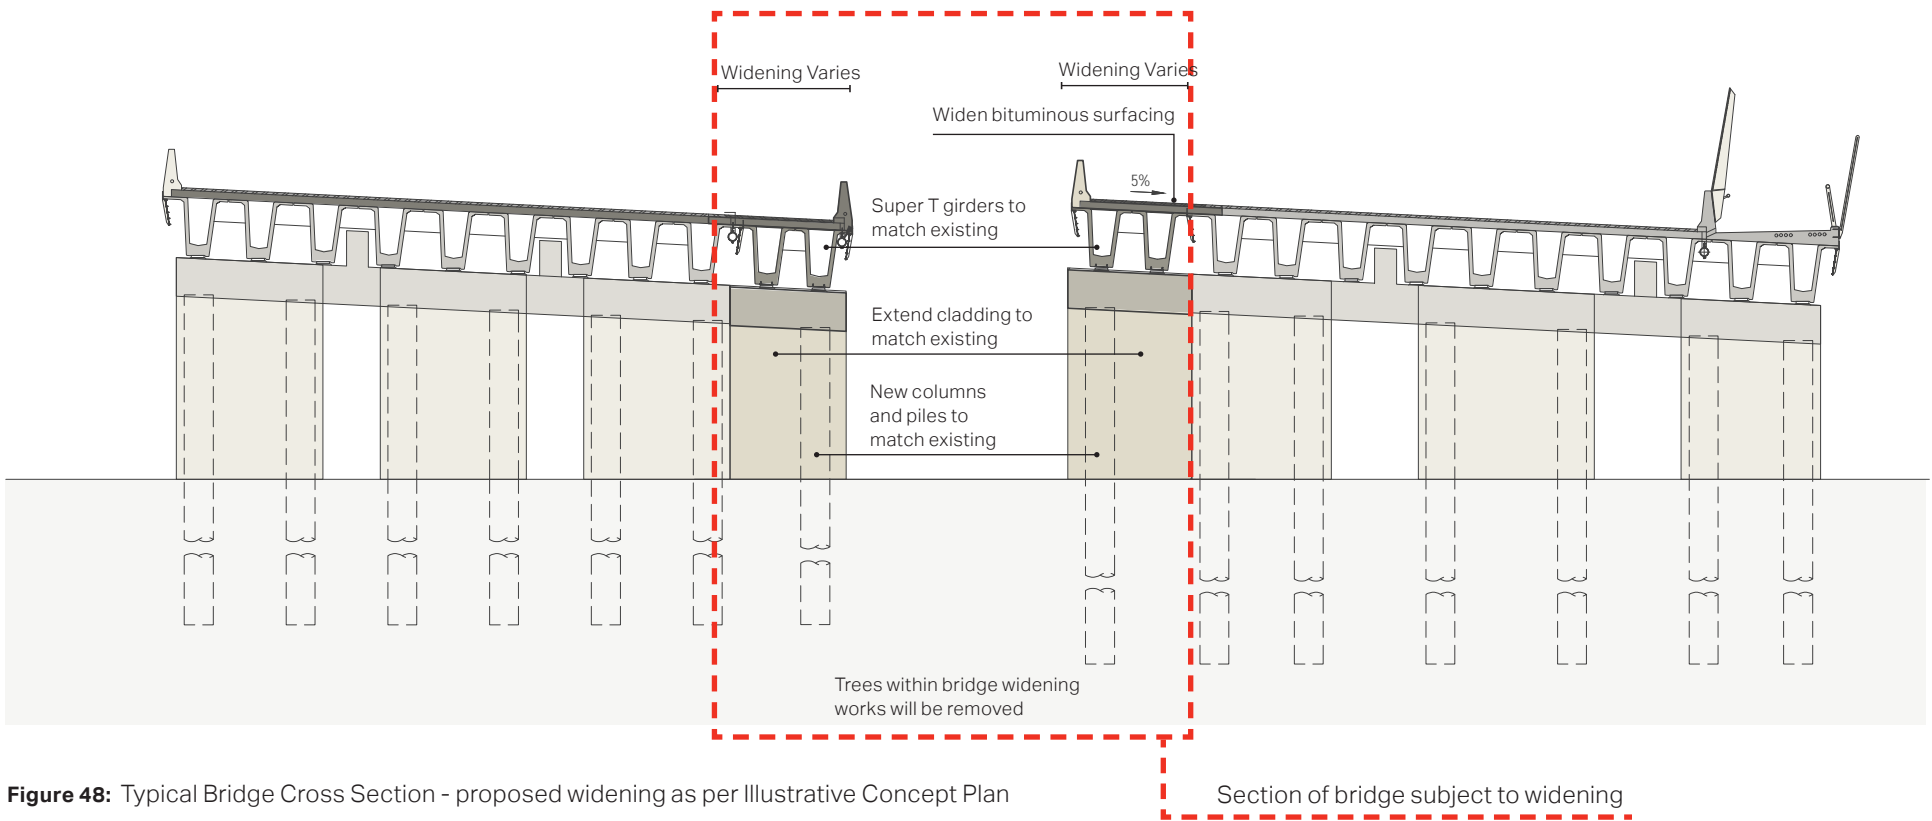 Widening Varies
Widening Varies
Widen bituminous surfacing
5%
Super T girders to
match existing
Extend cladding to
match existing
New columns
and piles to
match existing
Trees within bridge widening
works will be removed
Figure 48: Typical Bridge Cross Section - proposed widening as per Illustrative Concept Plan
Section of bridge subject to widening